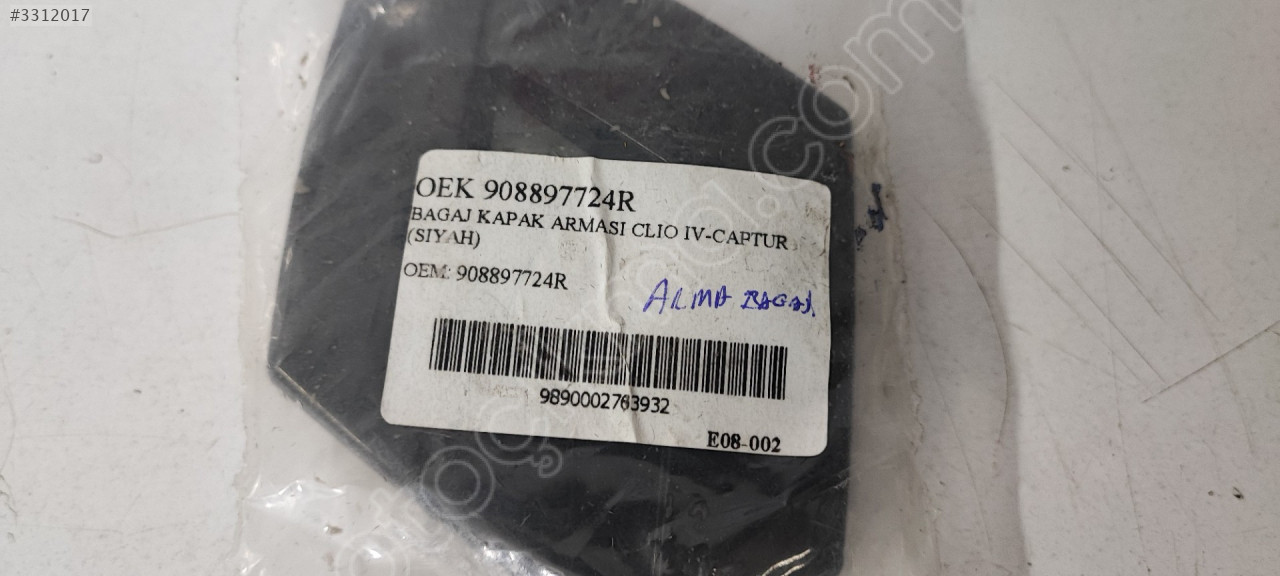 #3312017
OEK 908897724R
BAGAJ KAPAK ARMASI CLIO IV-CAPTUR
(SIYAH)
OEM: 908897724R
ARMA BAGAJ
9890002763932
E08-002